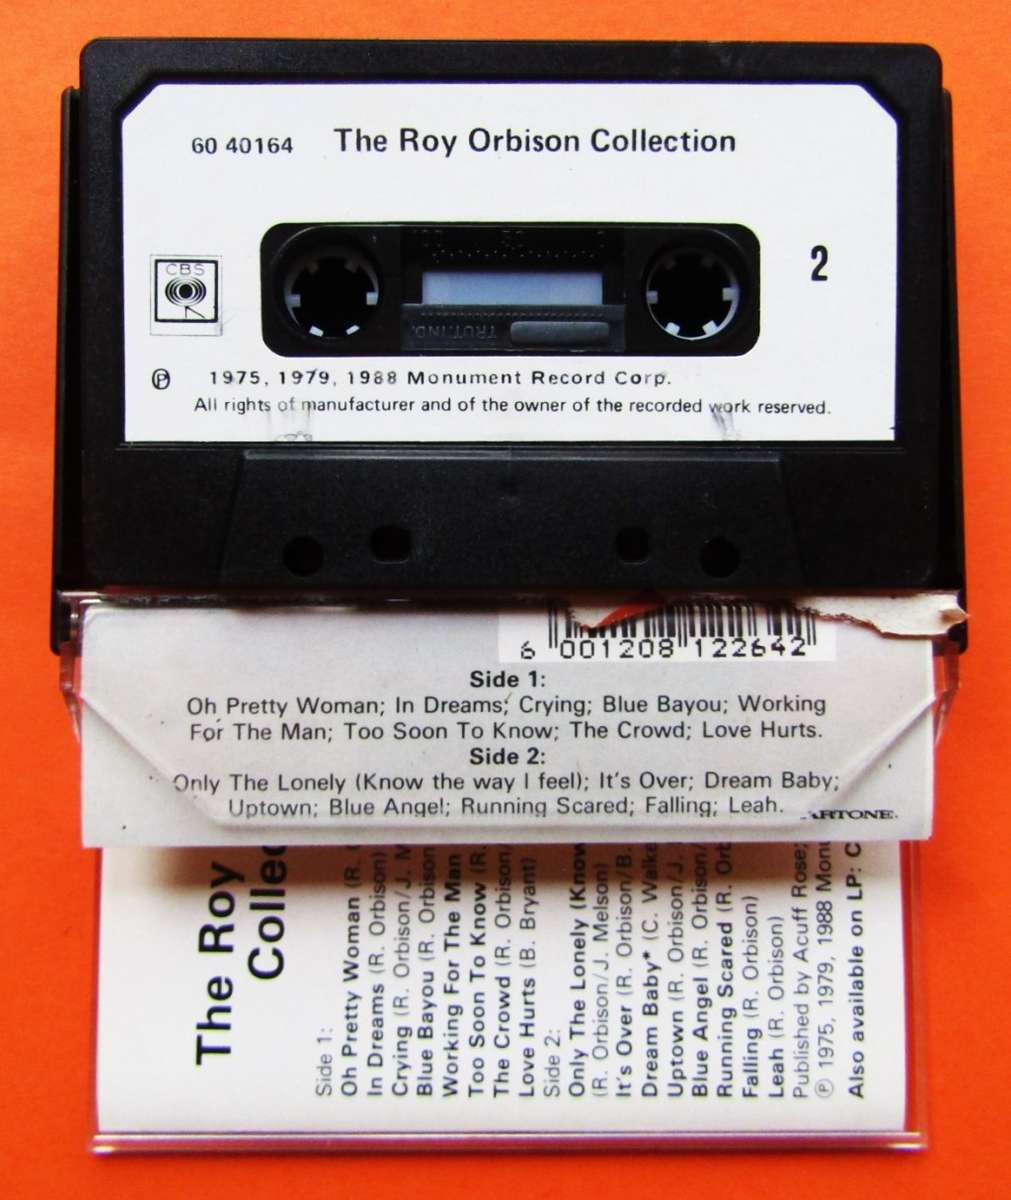 60 40164 The Roy Orbison Collection
CBS
2
100 50 0
TRUT.IND.
℗ 1975, 1979, 1988 Monument Record Corp.
All rights of manufacturer and of the owner of the recorded work reserved.
6 001208 122642
Side 1:
Oh Pretty Woman; In Dreams; Crying; Blue Bayou; Working
For The Man; Too Soon To Know; The Crowd; Love Hurts.
Side 2:
Only The Lonely (Know the way I feel); It's Over; Dream Baby;
Uptown; Blue Angel; Running Scared; Falling; Leah.
ARTONE.
The Roy
Collec
Side 1:
Oh Pretty Woman (R.
In Dreams (R. Orbison)
Crying (R. Orbison/J. M
Blue Bayou (R. Orbison
Working For The Man
Too Soon To Know (R.
The Crowd (R. Orbison/
Love Hurts (B. Bryant)
Side 2:
Only The Lonely (Know
(R. Orbison/J. Melson)
It's Over (R. Orbison/B.
Dream Baby* (C. Walke
Uptown (R. Orbison/J.
Blue Angel (R. Orbison/
Running Scared (R. Orb
Falling (R. Orbison)
Leah (R. Orbison)
Published by Acuff Rose;
℗ 1975, 1979, 1988 Monu
Also available on LP: C